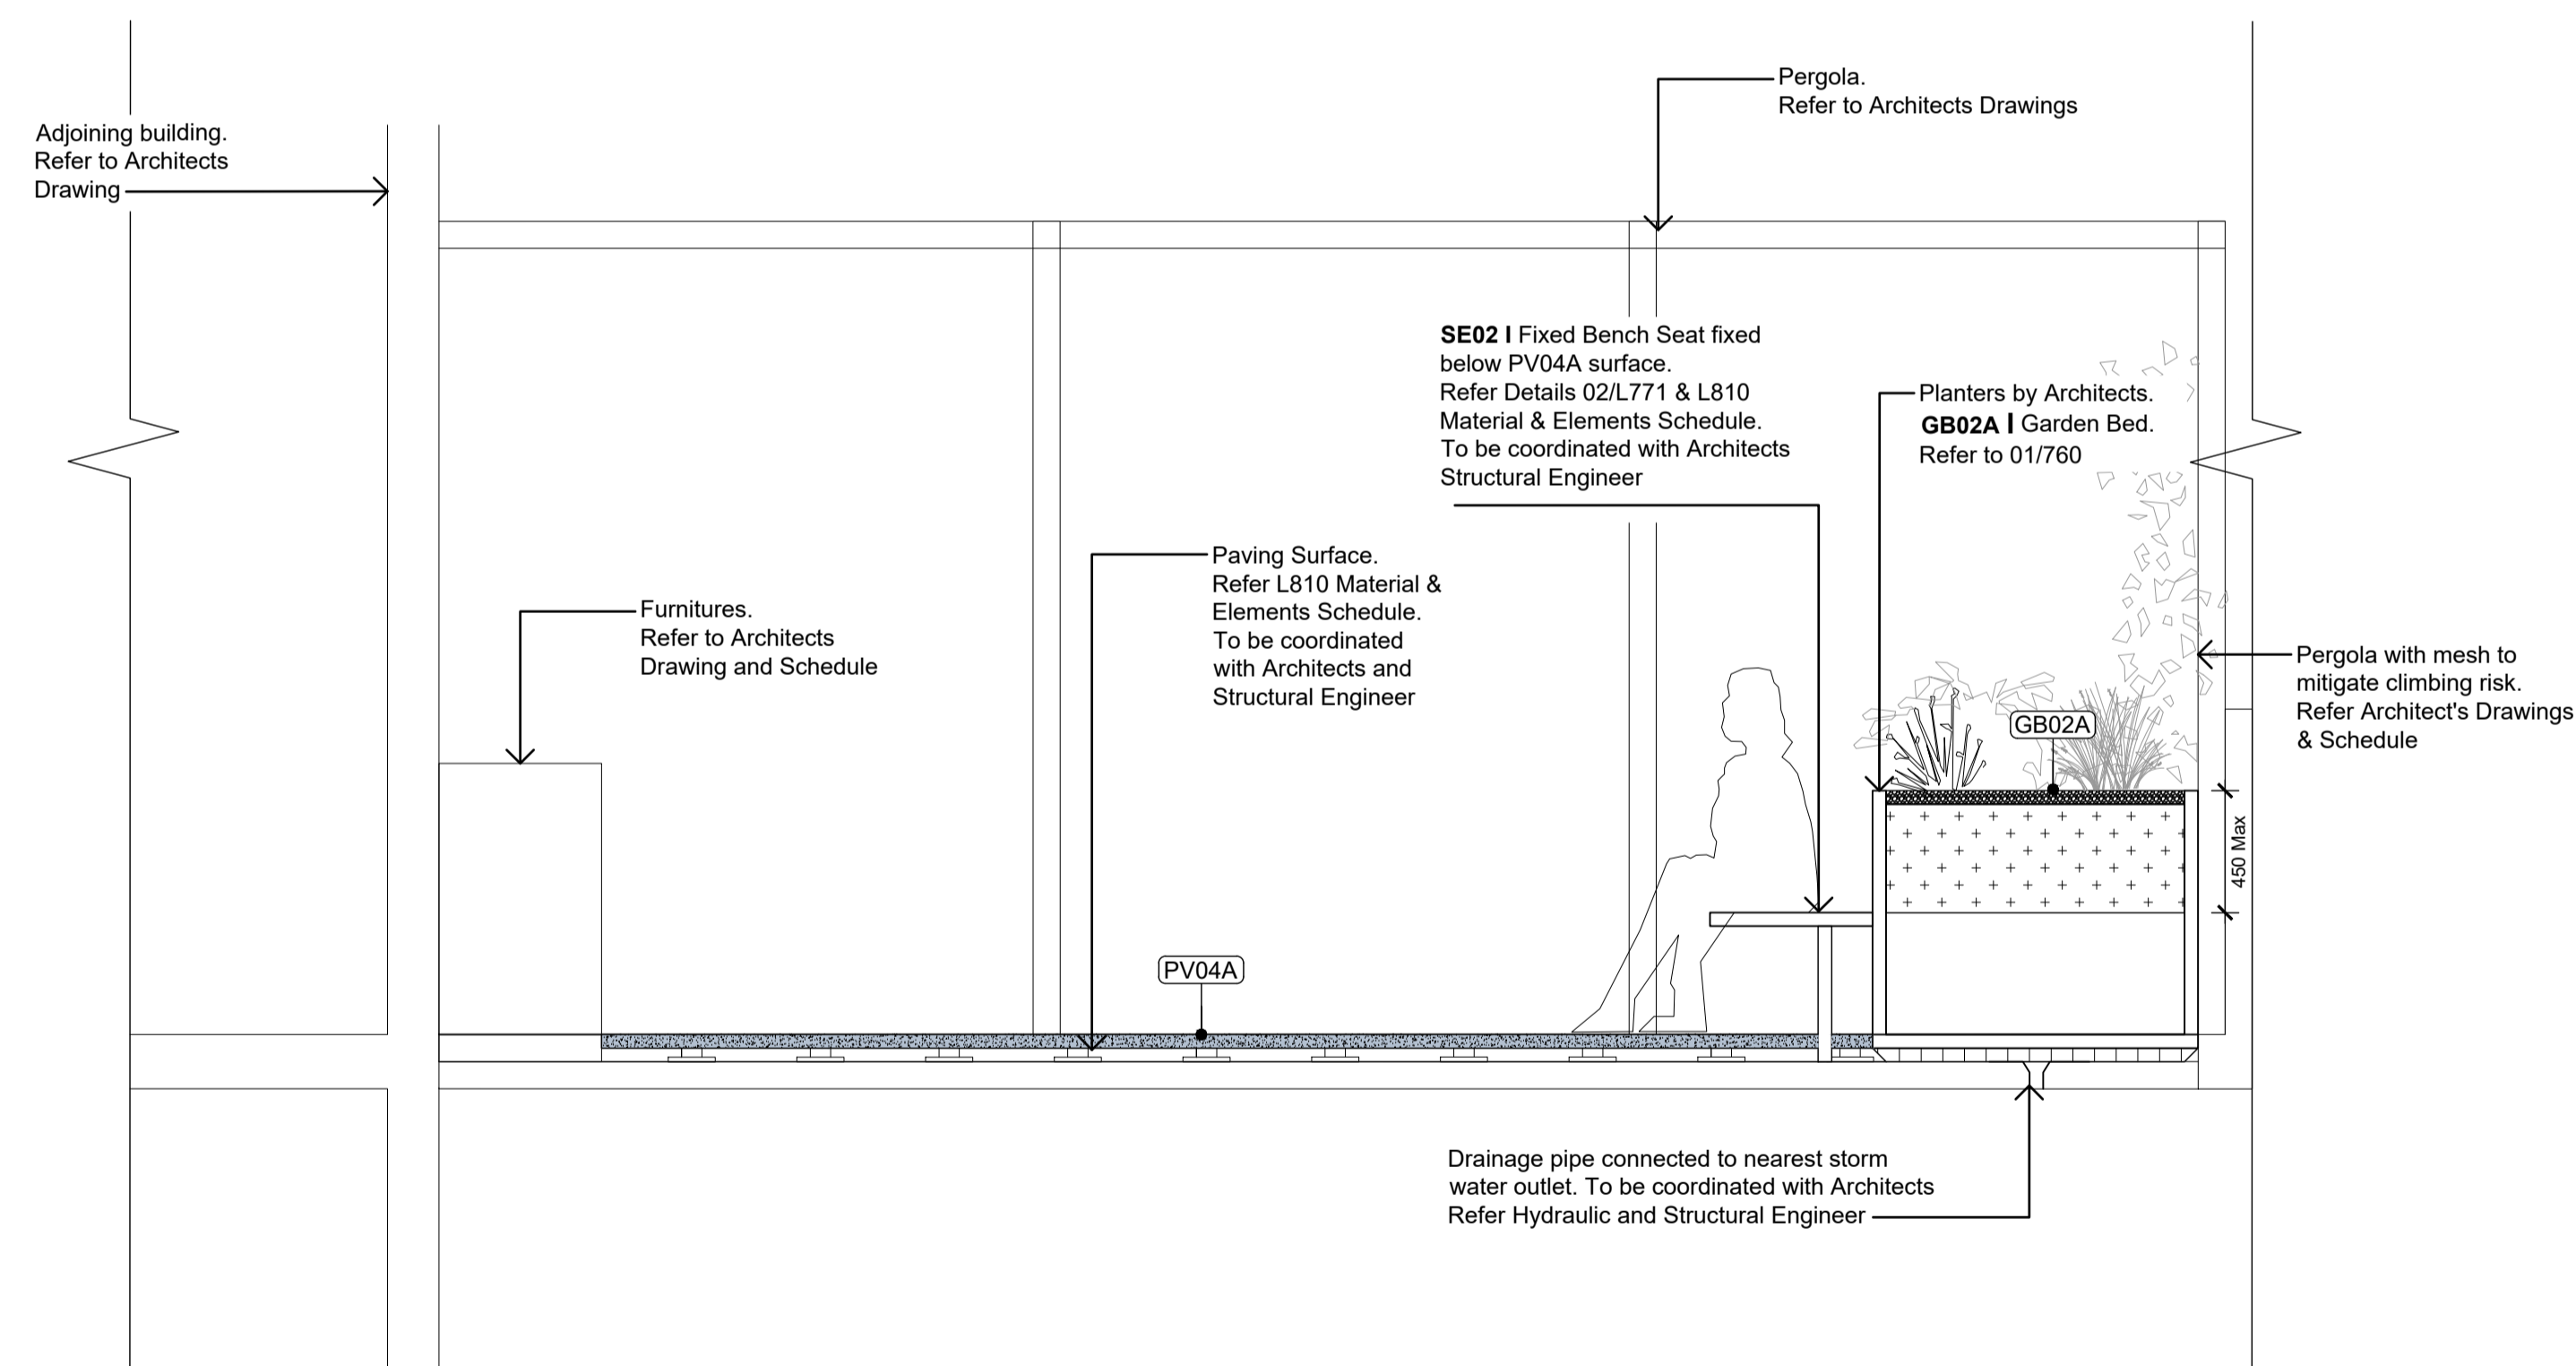 Pergola.
Refer to Architects Drawings
Adjoining building.
Refer to Architects
Drawing
SE02 I Fixed Bench Seat fixed
below PV04A surface.
Refer Details 02/L771 & L810
Material & Elements Schedule.
To be coordinated with Architects
Structural Engineer
Planters by Architects.
GB02A I Garden Bed.
Refer to 01/760
Paving Surface.
Refer L810 Material &
Elements Schedule.
To be coordinated
with Architects and
Structural Engineer
Furnitures.
Refer to Architects
Drawing and Schedule
Pergola with mesh to
mitigate climbing risk.
Refer Architect's Drawings
& Schedule
GB02A
450 Max
PV04A
Drainage pipe connected to nearest storm
water outlet. To be coordinated with Architects
Refer Hydraulic and Structural Engineer